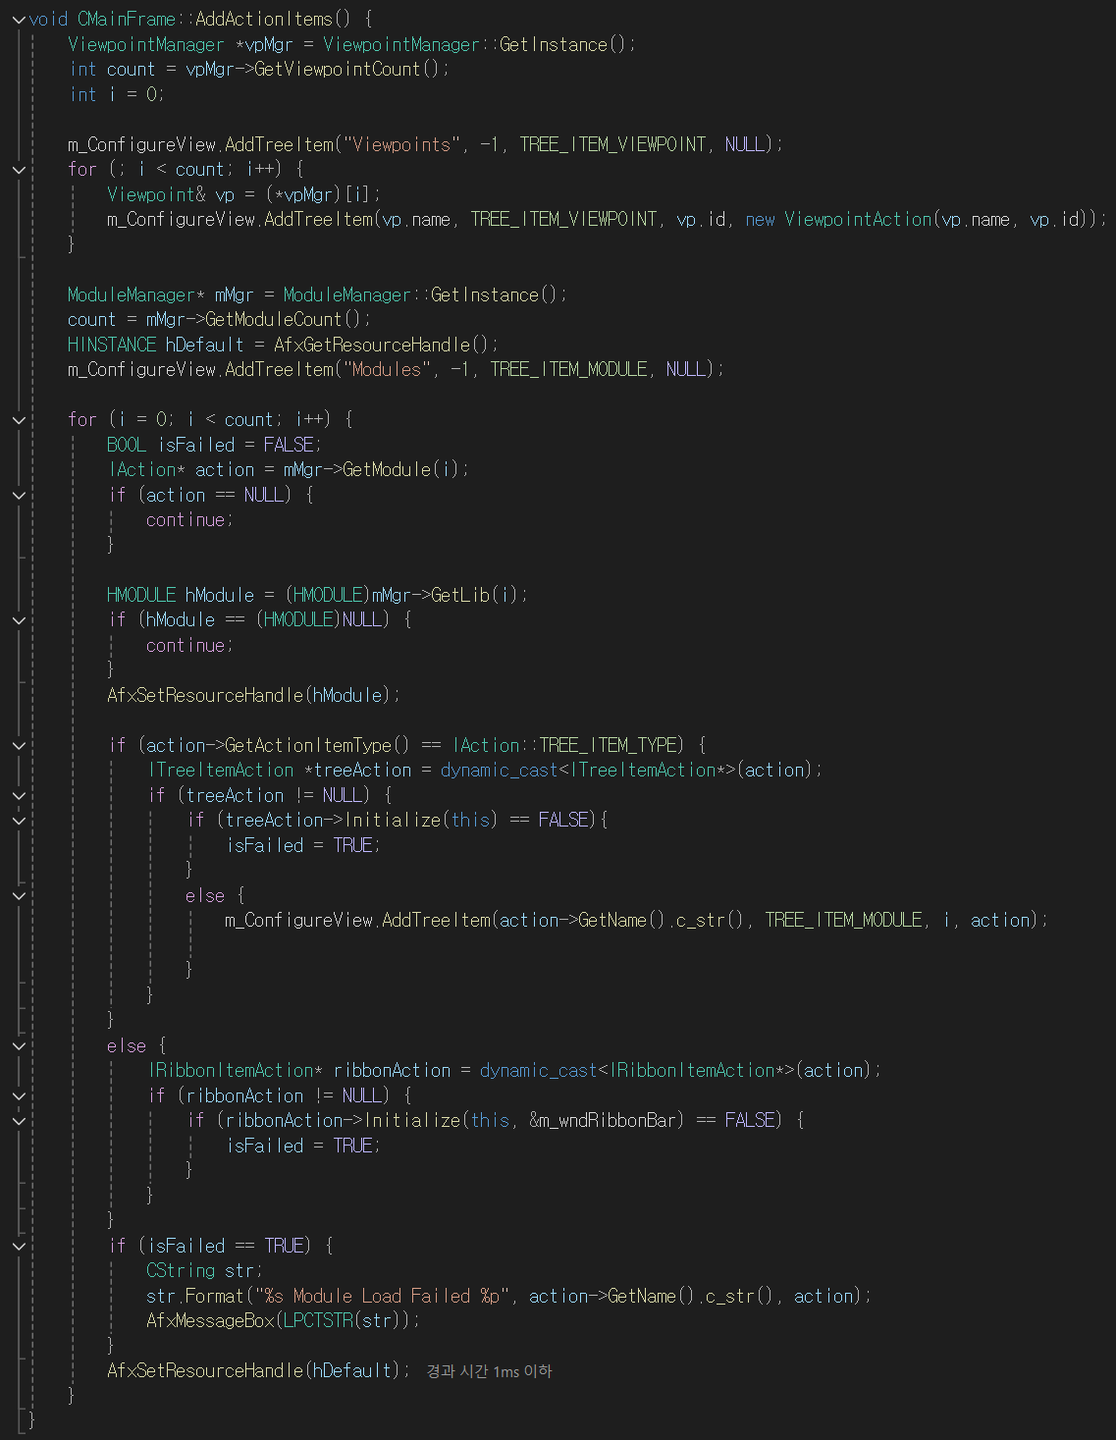 void CMainFrame::AddActionItems() {
    ViewpointManager *vpMgr = ViewpointManager::GetInstance();
    int count = vpMgr->GetViewpointCount();
    int i = 0;

    m_ConfigureView.AddTreeItem("Viewpoints", -1, TREE_ITEM_VIEWPOINT, NULL);
    for (; i < count; i++) {
        Viewpoint& vp = (*vpMgr)[i];
        m_ConfigureView.AddTreeItem(vp.name, TREE_ITEM_VIEWPOINT, vp.id, new ViewpointAction(vp.name, vp.id));
    }

    ModuleManager* mMgr = ModuleManager::GetInstance();
    count = mMgr->GetModuleCount();
    HINSTANCE hDefault = AfxGetResourceHandle();
    m_ConfigureView.AddTreeItem("Modules", -1, TREE_ITEM_MODULE, NULL);

    for (i = 0; i < count; i++) {
        BOOL isFailed = FALSE;
        IAction* action = mMgr->GetModule(i);
        if (action == NULL) {
            continue;
        }

        HMODULE hModule = (HMODULE)mMgr->GetLib(i);
        if (hModule == (HMODULE)NULL) {
            continue;
        }
        AfxSetResourceHandle(hModule);

        if (action->GetActionItemType() == IAction::TREE_ITEM_TYPE) {
            ITreeItemAction *treeAction = dynamic_cast<ITreeItemAction*>(action);
            if (treeAction != NULL) {
                if (treeAction->Initialize(this) == FALSE){
                    isFailed = TRUE;
                }
                else {
                    m_ConfigureView.AddTreeItem(action->GetName().c_str(), TREE_ITEM_MODULE, i, action);

                }
            }
        }
        else {
            IRibbonItemAction* ribbonAction = dynamic_cast<IRibbonItemAction*>(action);
            if (ribbonAction != NULL) {
                if (ribbonAction->Initialize(this, &m_wndRibbonBar) == FALSE) {
                    isFailed = TRUE;
                }
            }
        }
        if (isFailed == TRUE) {
            CString str;
            str.Format("%s Module Load Failed %p", action->GetName().c_str(), action);
            AfxMessageBox(LPCTSTR(str));
        }
        AfxSetResourceHandle(hDefault); 경과 시간 1ms 이하
    }
}